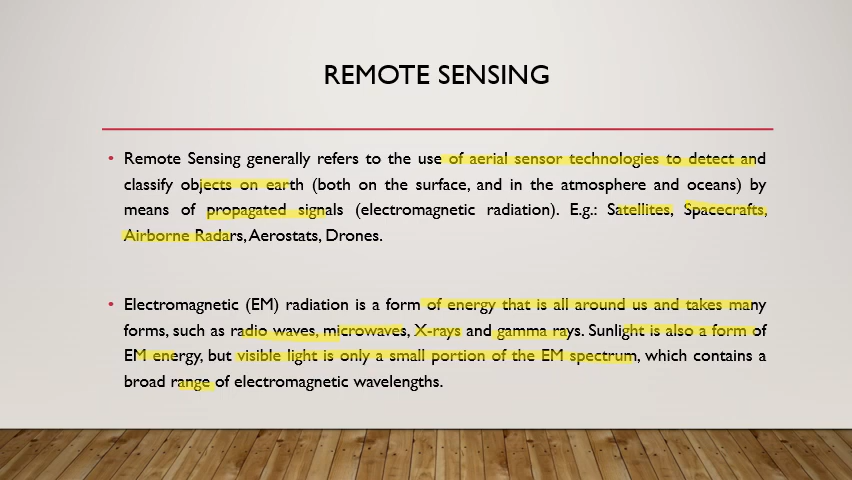 REMOTE SENSING
• Remote Sensing generally refers to the use of aerial sensor technologies to detect and
classify objects on earth (both on the surface, and in the atmosphere and oceans) by
means of propagated signals (electromagnetic radiation). E.g.: Satellites, Spacecrafts,
Airborne Radars, Aerostats, Drones.
• Electromagnetic (EM) radiation is a form of energy that is all around us and takes many
forms, such as radio waves, microwaves, X-rays and gamma rays. Sunlight is also a form of
EM energy, but visible light is only a small portion of the EM spectrum, which contains a
broad range of electromagnetic wavelengths.